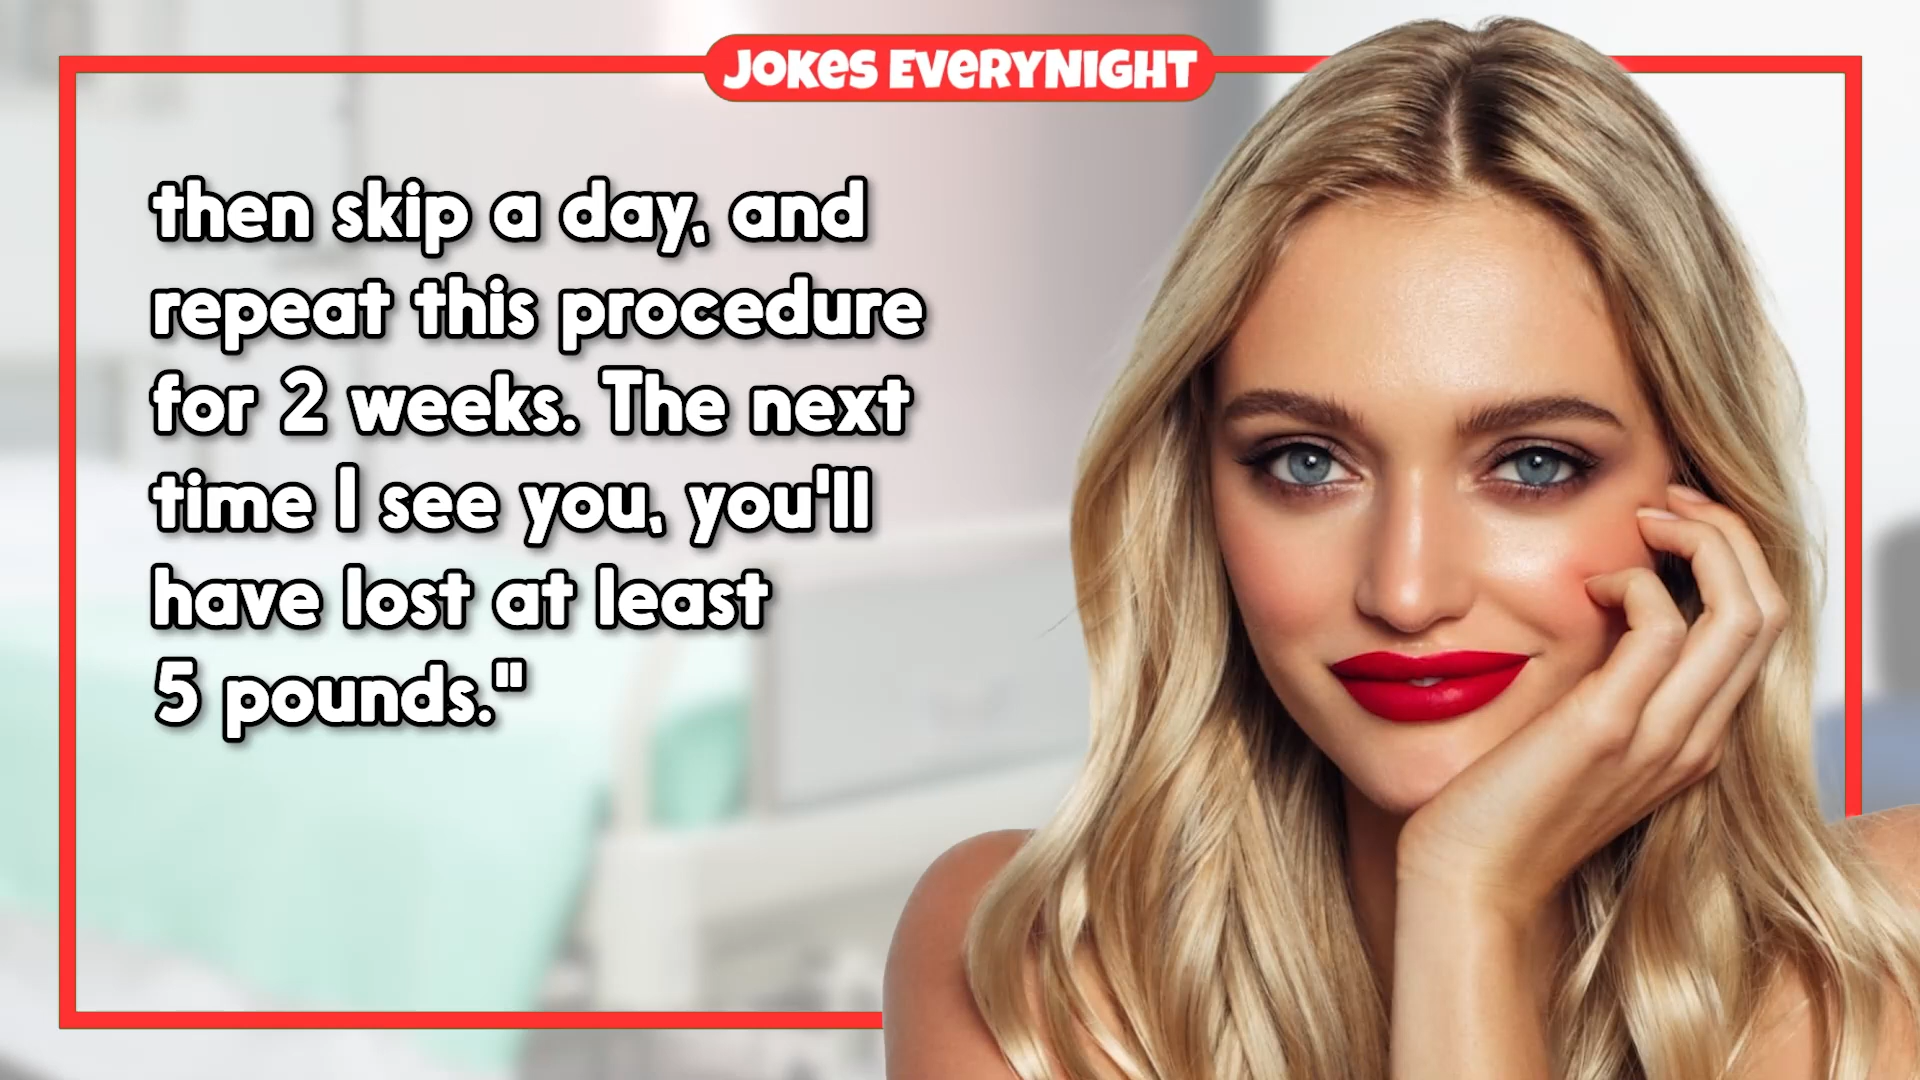 JOKES EVERYNIGHT
then skip a day, and
repeat this procedure
for 2 weeks. The next
time I see you, you'll
have lost at least
5 pounds."